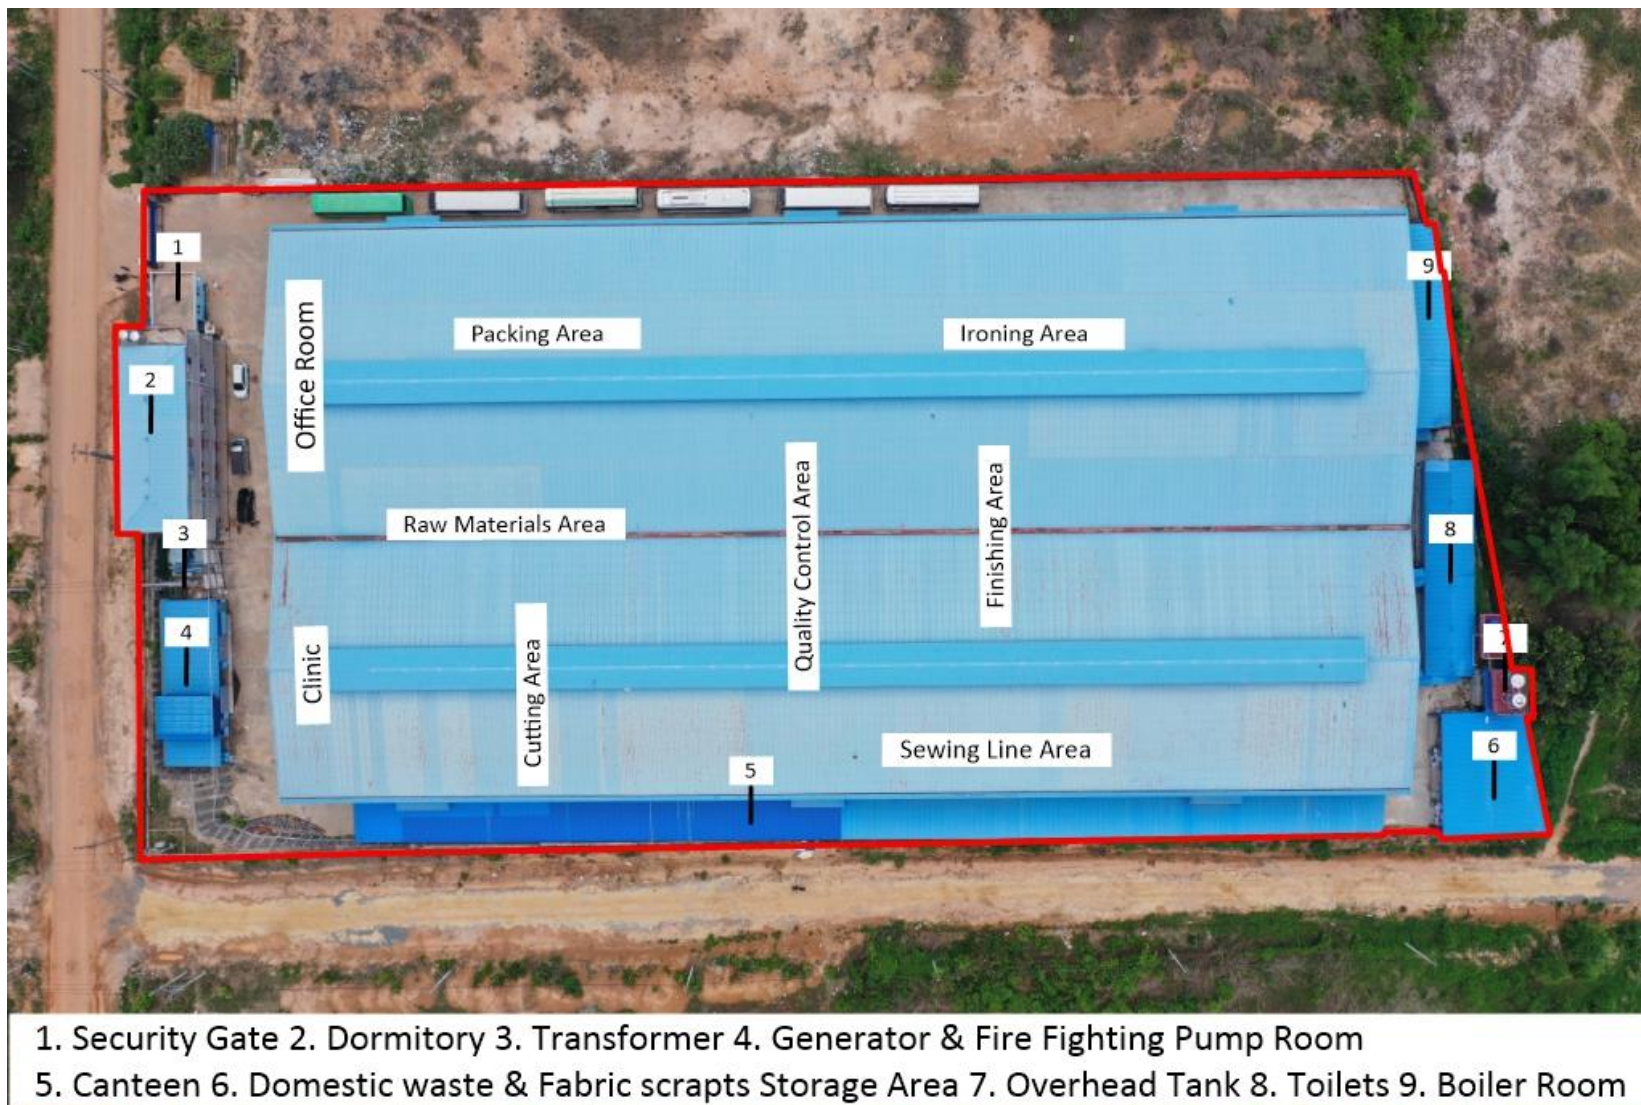 1
9
Packing Area
Ironing Area
Office Room
2
Quality Control Area
Finishing Area
Raw Materials Area
3
8
4
Clinic
Cutting Area
7
Sewing Line Area
6
5
1. Security Gate 2. Dormitory 3. Transformer 4. Generator & Fire Fighting Pump Room
5. Canteen 6. Domestic waste & Fabric scrapts Storage Area 7. Overhead Tank 8. Toilets 9. Boiler Room